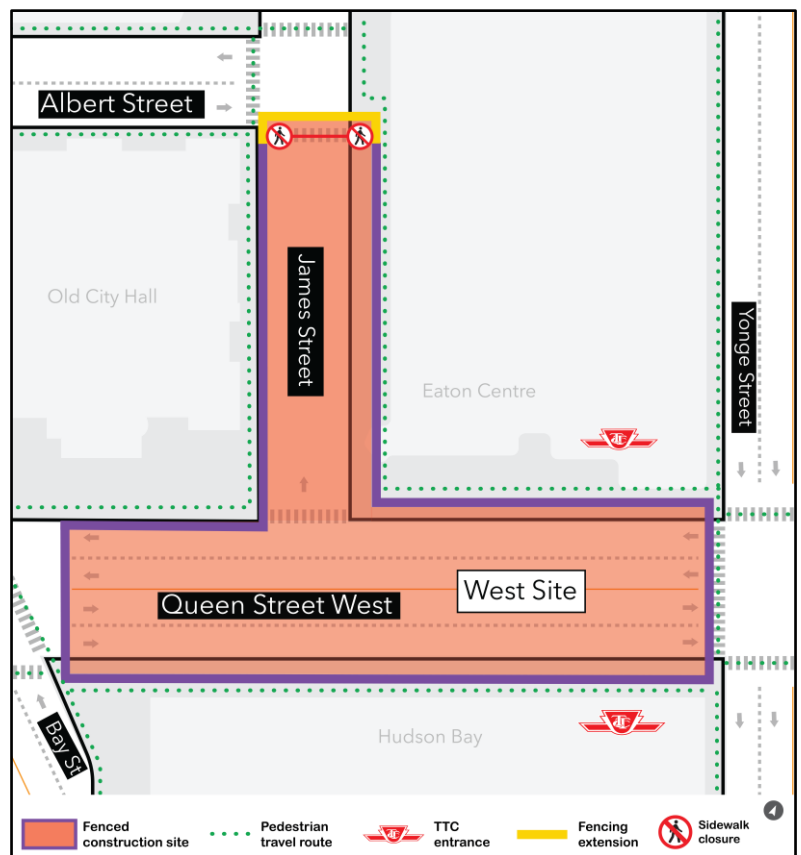 Albert Street
Old City Hall
James Street
Eaton Centre
Yonge Street
Queen Street West
West Site
Bay St
Hudson Bay
Fenced
construction site
Pedestrian
travel route
TTC
entrance
Fencing
extension
Sidewalk
closure